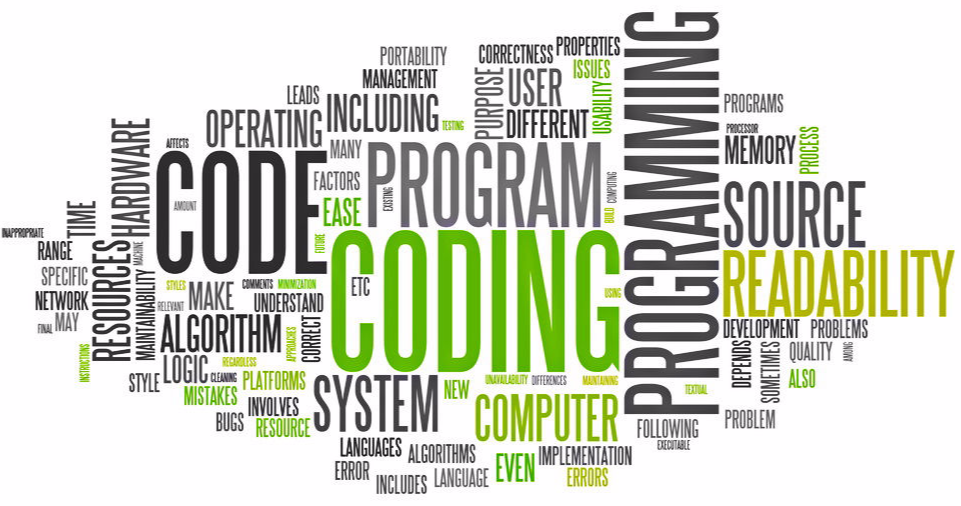 PORTABILITY
CORRECTNESS
PROPERTIES
MANAGEMENT
ISSUES
LEADS
INCLUDING
TESTING
PURPOSE
USER
USABILITY
PROGRAMMING
PROGRAMS
OPERATING
DIFFERENT
PROCESSOR
HARDWARE
AFFECTS
MANY
MEMORY
PROCESS
CODE
PROGRAM
FACTORS
EXISTING
COMPUTING
AMOUNT
EASE
BUILD
SOURCE
TIME
INAPPROPRIATE
FUTURE
CODING
RANGE
RESOURCES
MACHINE
READABILITY
SPECIFIC
MAINTAINABILITY
STYLES
COMMENTS
MINIMIZATION
ETC
USING
NETWORK
RELEVANT
MAKE
UNDERSTAND
FINAL
MAY
ALGORITHM
APPROACHES
CORRECT
DEVELOPMENT
PROBLEMS
INSTRUCTIONS
LOGIC
REGARDLESS
DEPENDS
SOMETIMES
QUALITY
AMONG
STYLE
CLEANING
PLATFORMS
SYSTEM
NEW
UNAVAILABILITY
DIFFERENCES
MAINTAINING
TEXTUAL
ALSO
MISTAKES
INVOLVES
COMPUTER
BUGS
RESOURCE
FOLLOWING
PROBLEM
EXECUTABLE
LANGUAGES
ALGORITHMS
EVEN
IMPLEMENTATION
ERROR
INCLUDES
LANGUAGE
ERRORS